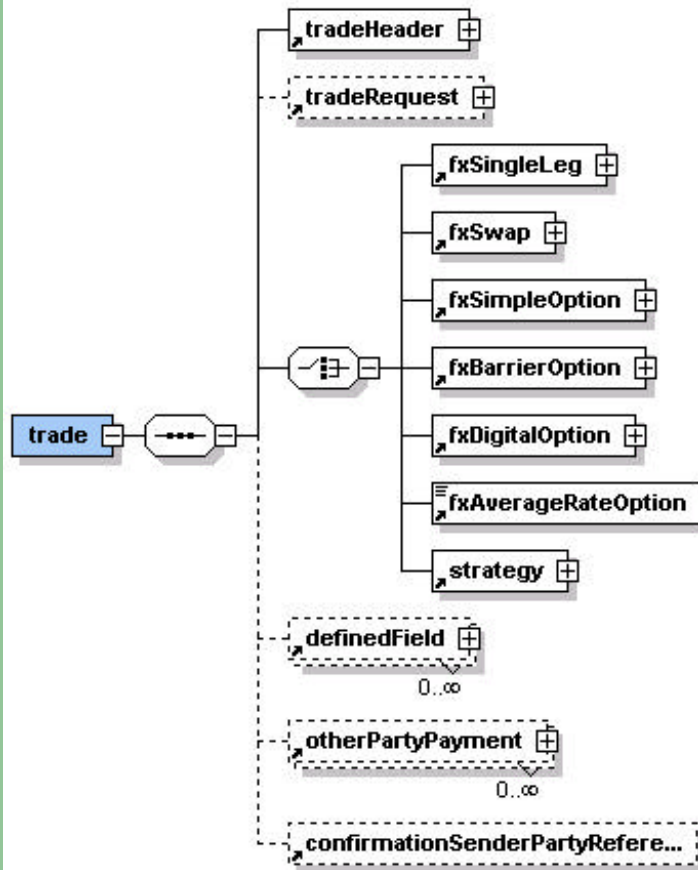 tradeHeader
tradeRequest
fxSingleLeg
fxSwap
fxSimpleOption
fxBarrierOption
trade
fxDigitalOption
fxAverageRateOption
strategy
definedField
0..∞
otherPartyPayment
0..∞
confirmationSenderPartyRefere...